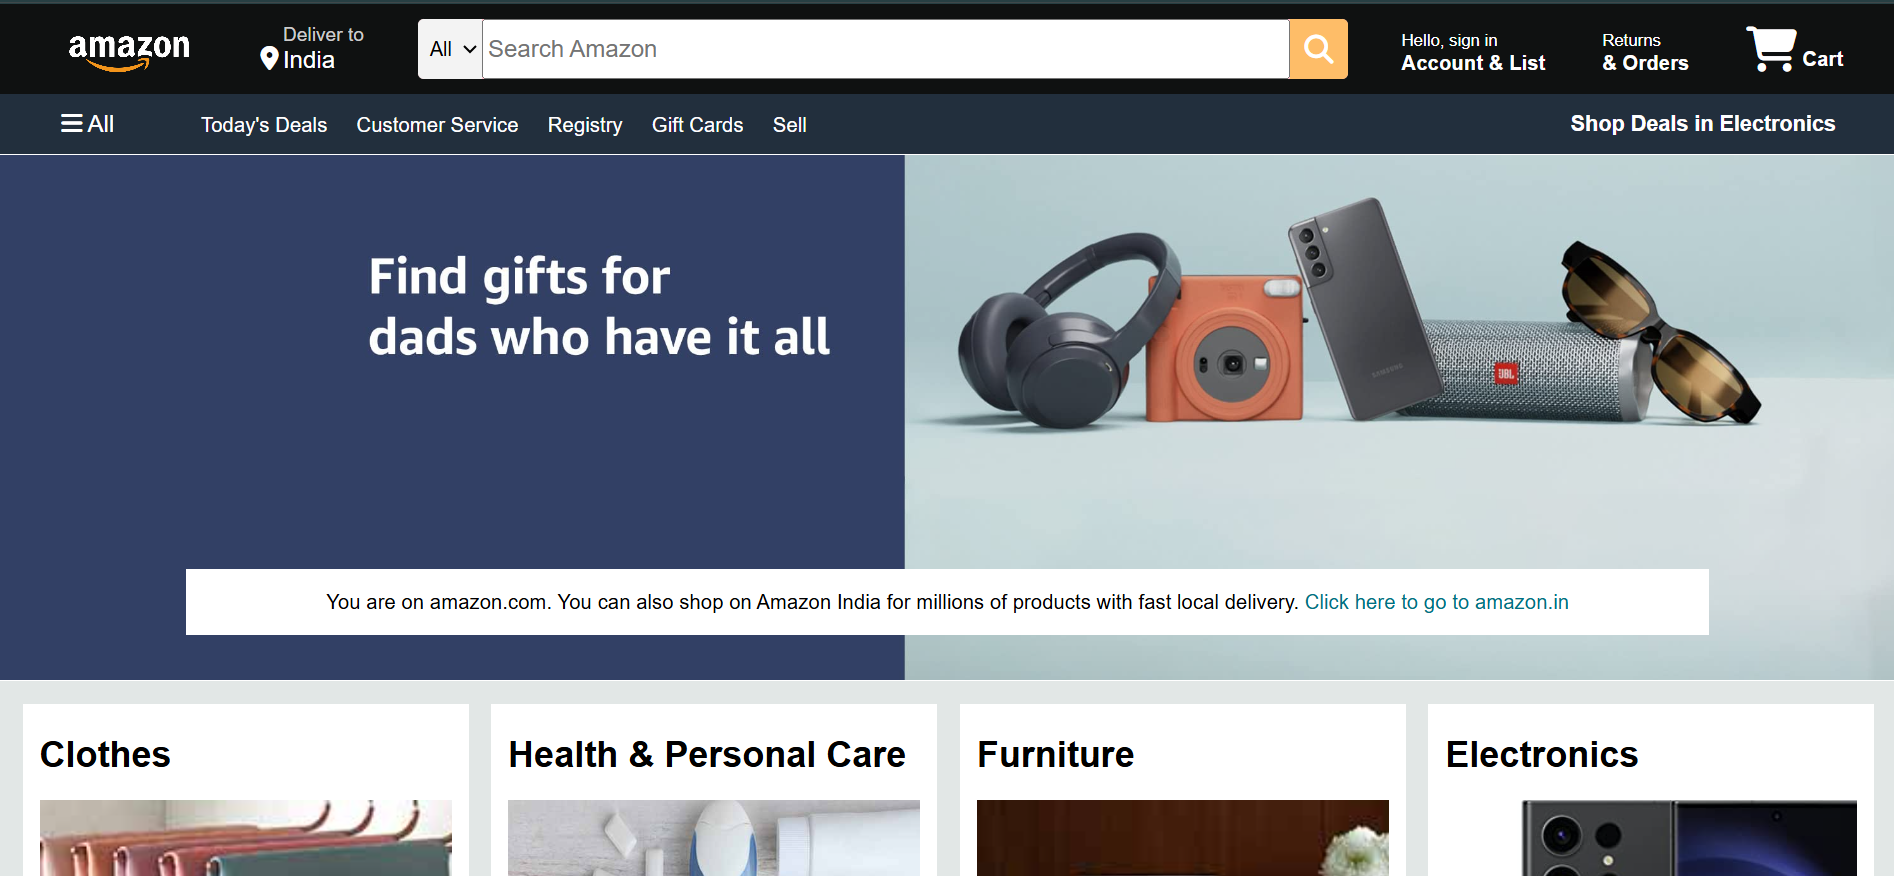 amazon
Deliver to
India
All
Search Amazon
Hello, sign in
Account & List
Returns
& Orders
Cart
All
Today's Deals
Customer Service
Registry
Gift Cards
Sell
Shop Deals in Electronics
Find gifts for
dads who have it all
SAMSUNG
JBL
You are on amazon.com. You can also shop on Amazon India for millions of products with fast local delivery. Click here to go to amazon.in
Clothes
Health & Personal Care
Furniture
Electronics